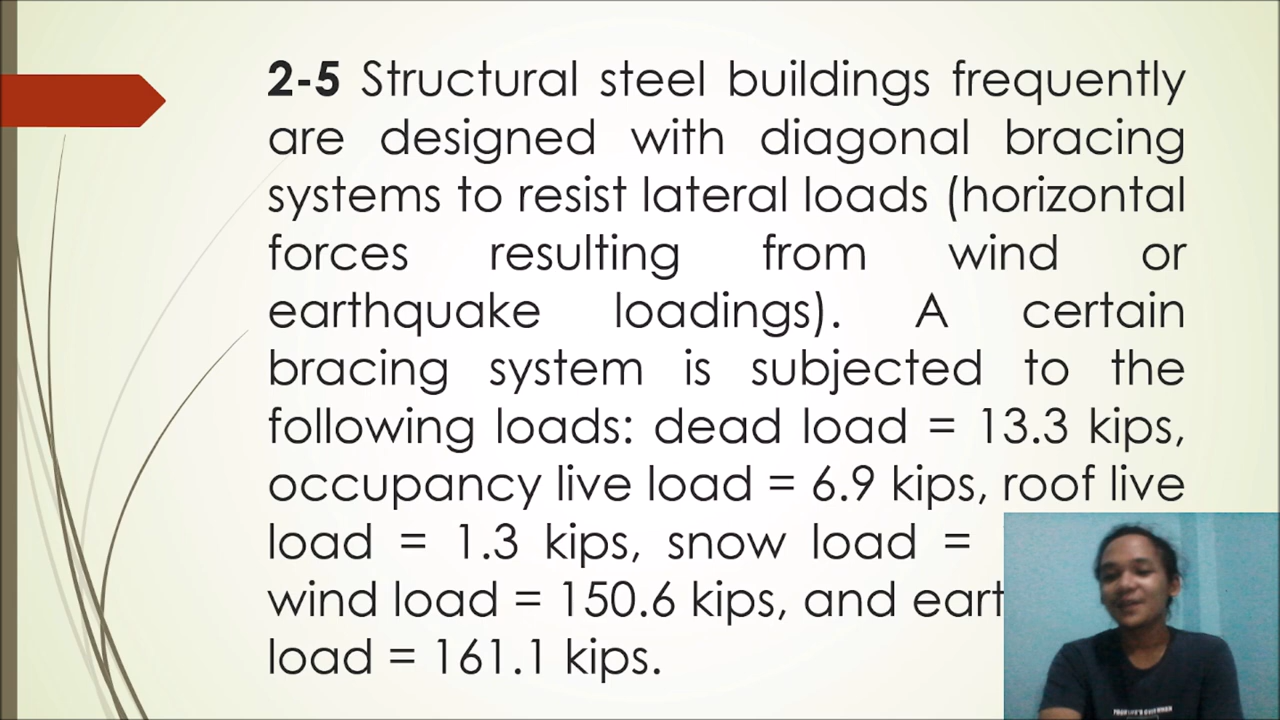 2-5 Structural steel buildings frequently
are designed with diagonal bracing
systems to resist lateral loads (horizontal
forces resulting from wind or
earthquake loadings). A certain
bracing system is subjected to the
following loads: dead load = 13.3 kips,
occupancy live load = 6.9 kips, roof live
load = 1.3 kips, snow load =
wind load = 150.6 kips, and
load = 161.1 kips.